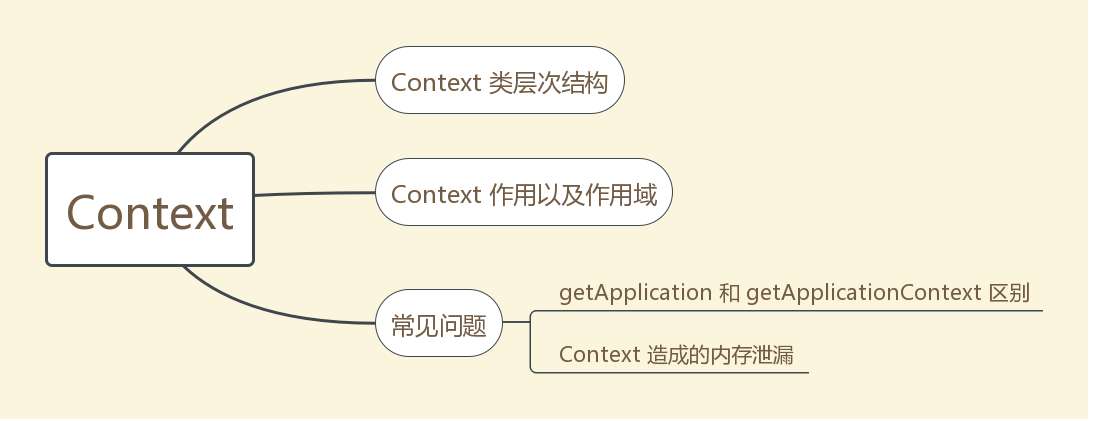 Context 类层次结构
Context 作用以及作用域
Context
常见问题
getApplication 和 getApplicationContext 区别
Context 造成的内存泄漏